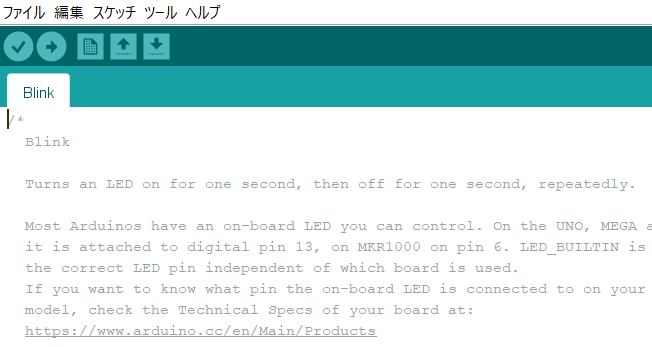 ファイル 編集 スケッチ ツール ヘルプ
Blink
/*
Blink
Turns an LED on for one second, then off for one second, repeatedly.
Most Arduinos have an on-board LED you can control. On the UNO, MEGA a
it is attached to digital pin 13, on MKR1000 on pin 6. LED_BUILTIN is
the correct LED pin independent of which board is used.
If you want to know what pin the on-board LED is connected to on your
model, check the Technical Specs of your board at:
https://www.arduino.cc/en/Main/Products